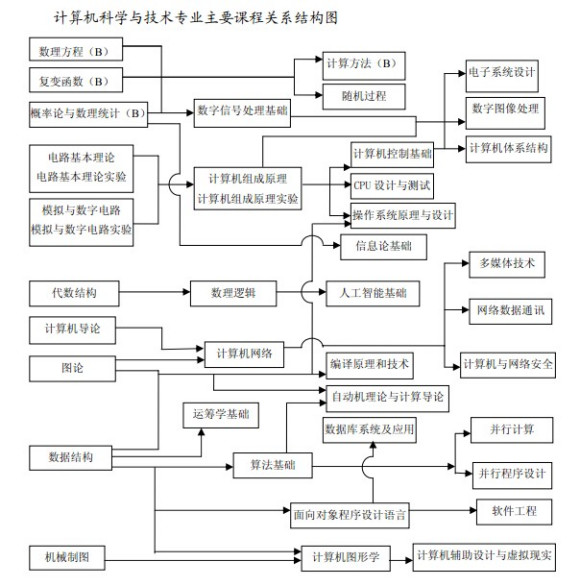 计算机科学与技术专业主要课程关系结构图
数理方程（B）
复变函数（B）
概率论与数理统计（B）
计算方法（B）
随机过程
数字信号处理基础
电子系统设计
数字图像处理
计算机体系结构
电路基本理论
电路基本理论实验
模拟与数字电路
模拟与数字电路实验
计算机组成原理
计算机组成原理实验
计算机控制基础
CPU 设计与测试
操作系统原理与设计
信息论基础
代数结构
数理逻辑
人工智能基础
多媒体技术
网络数据通讯
计算机与网络安全
计算机导论
图论
计算机网络
编译原理和技术
自动机理论与计算导论
运筹学基础
数据库系统及应用
数据结构
算法基础
并行计算
并行程序设计
面向对象程序设计语言
软件工程
机械制图
计算机图形学
计算机辅助设计与虚拟现实